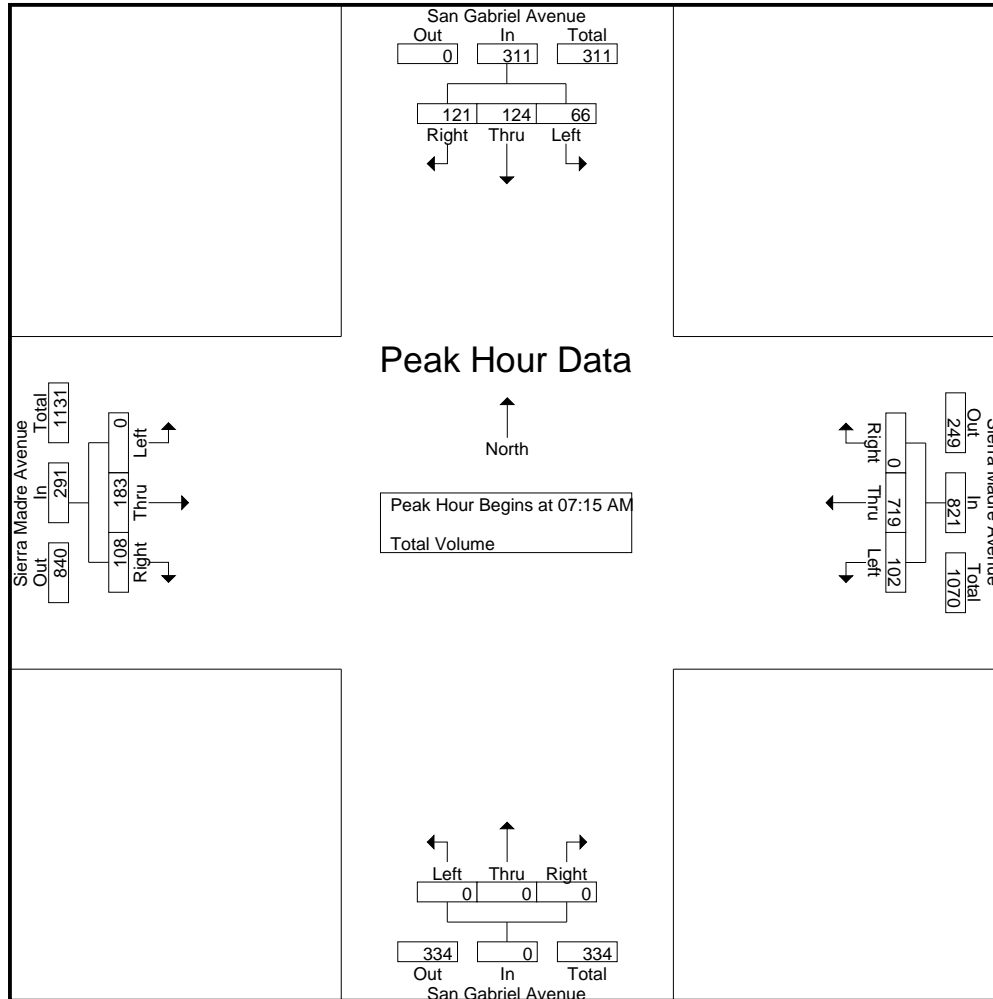 San Gabriel Avenue
Out In Total
0 311 311
121 124 66
Right Thru Left
Peak Hour Data
North
Peak Hour Begins at 07:15 AM
Total Volume
Sierra Madre Avenue
Out In Total
840 291 1131
0 183 108
Left Thru Right
Sierra Madre Avenue
Out In Total
249 821 1070
0 719 102
Right Thru Left
Left Thru Right
0 0 0
334 0 334
Out In Total
San Gabriel Avenue